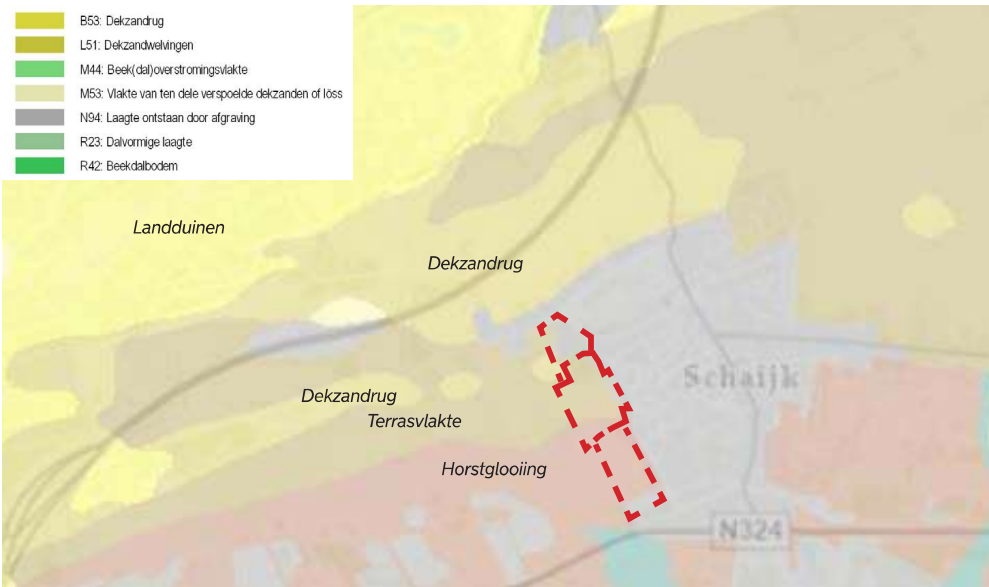 B53: Dekzandrug
L51: Dekzandwelvingen
M44: Beek(dal)overstromingsvlakte
M53: Vlakte van ten dele verspoelde dekzanden of löss
N94: Laagte ontstaan door afgraving
R23: Dalvormige laagte
R42: Beekdalbodem
Landduinen
Dekzandrug
Schaijk
Dekzandrug
Terrasvlakte
Horstglooiing
N324